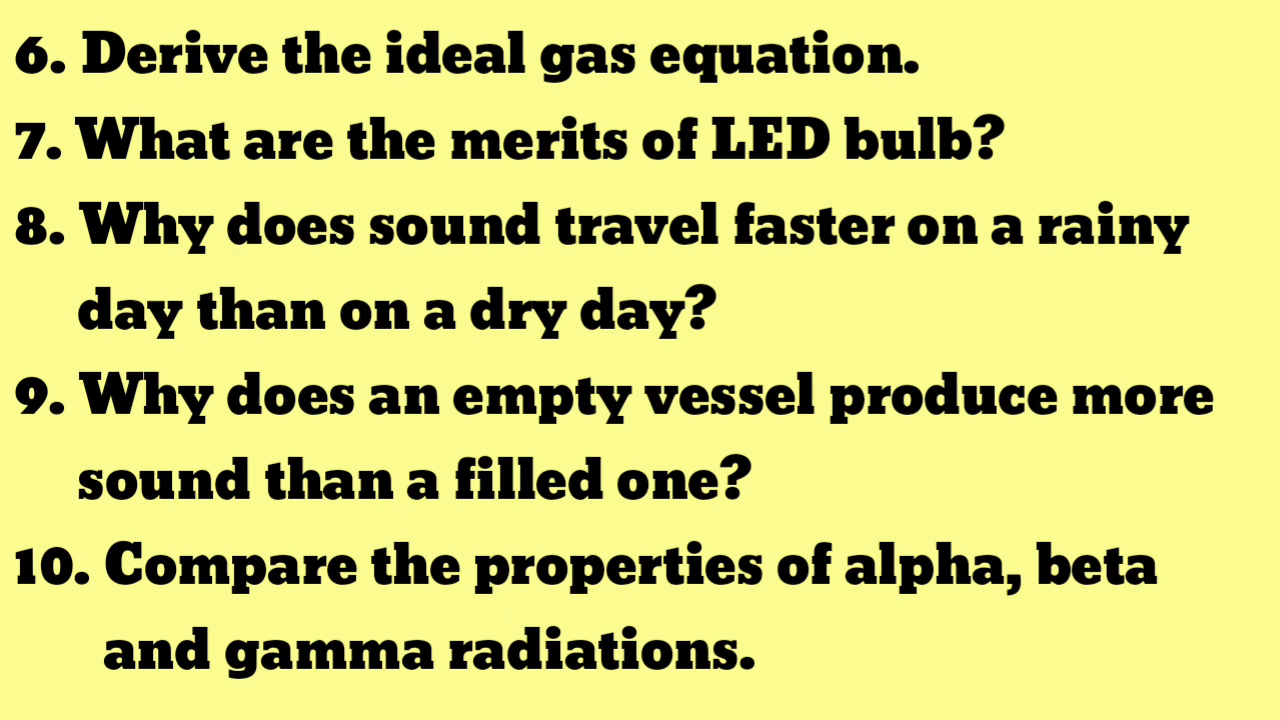 6. Derive the ideal gas equation.
7. What are the merits of LED bulb?
8. Why does sound travel faster on a rainy
day than on a dry day?
9. Why does an empty vessel produce more
sound than a filled one?
10. Compare the properties of alpha, beta
and gamma radiations.